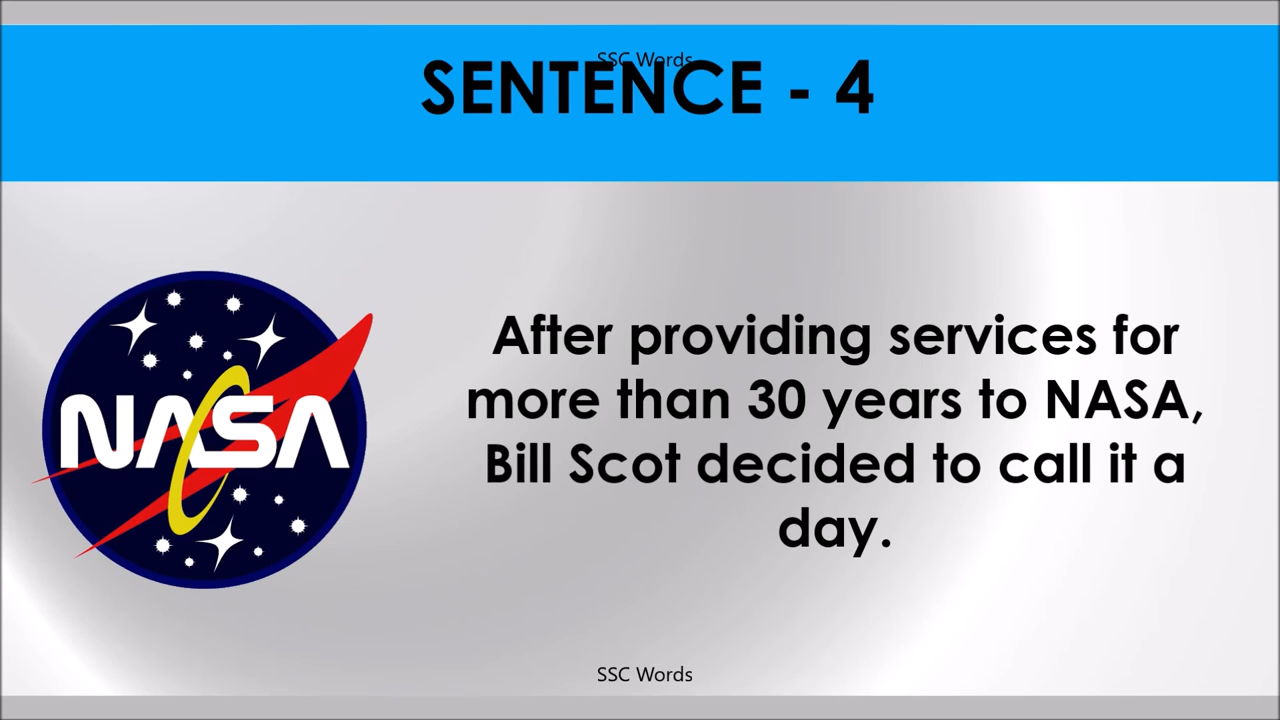 SSC Words
SENTENCE - 4
NASA
After providing services for
more than 30 years to NASA,
Bill Scot decided to call it a
day.
SSC Words